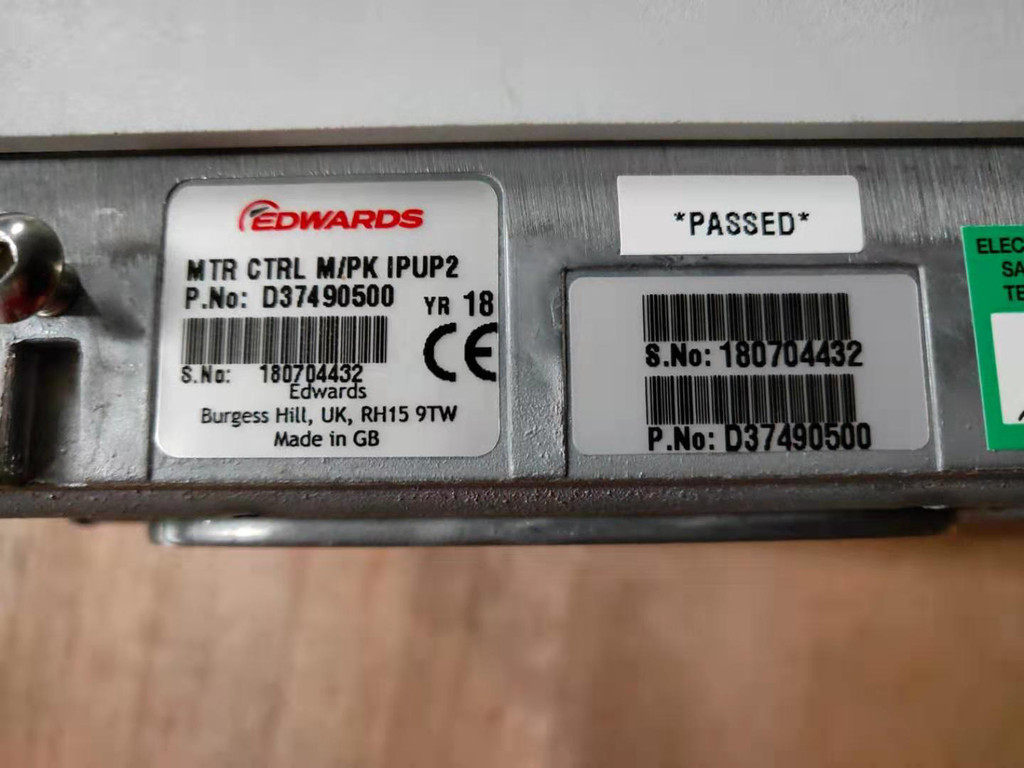 EDWARDS
MTR CTRL M/PK IPUP2
P.No: D37490500 YR 18
CE
S.No: 180704432
Edwards
Burgess Hill, UK, RH15 9TW
Made in GB
*PASSED*
S.No: 180704432
P.No: D37490500